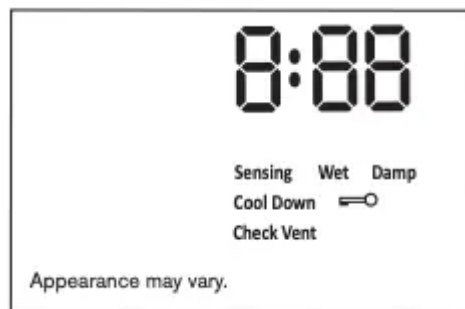 8:88
Sensing Wet Damp
Cool Down
Check Vent
Appearance may vary.